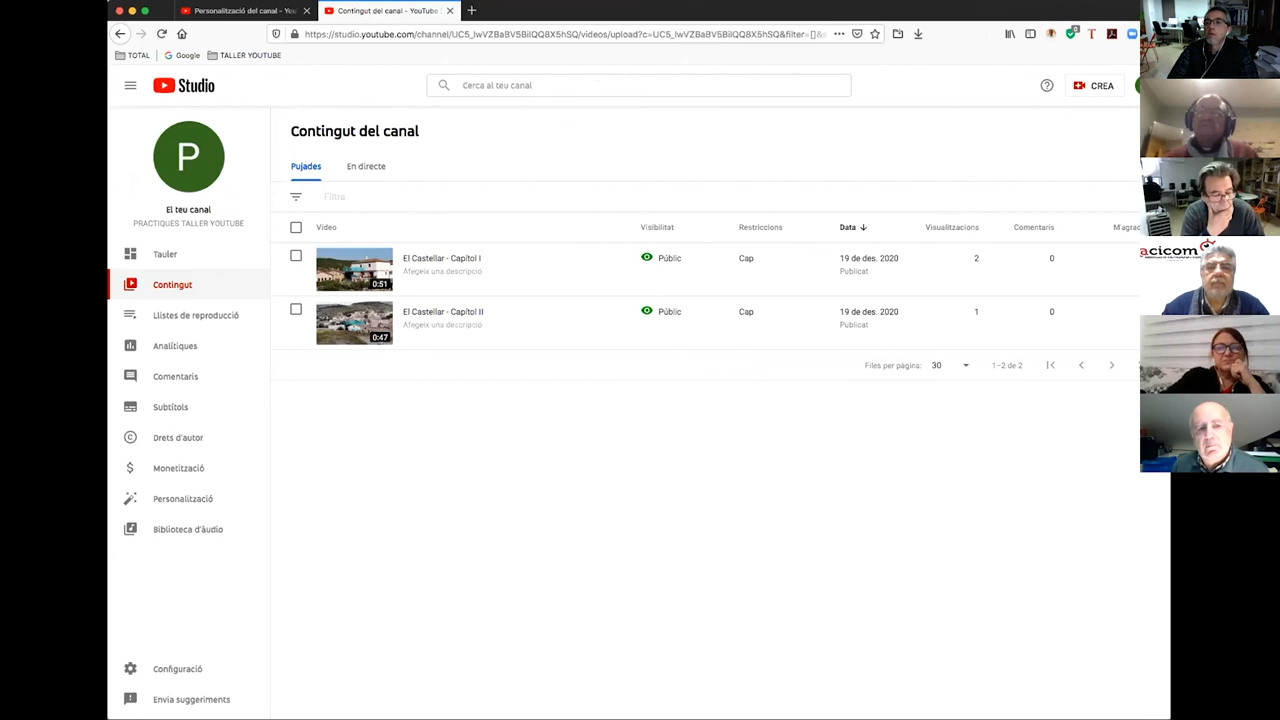 Personalització del canal - You
Contingut del canal - YouTube S
https://studio.youtube.com/channel/UC5_IwVZBaBV5BiIQQ8X5hSQ/videos/upload?c=UC5_IwVZBaBV5BiIQQ8X5hSQ&filter=[]&s
TOTAL
Google
TALLER YOUTUBE
Studio
Cerca al teu canal
CREA
P
El teu canal
PRACTIQUES TALLER YOUTUBE
Tauler
Contingut
Llistes de reproducció
Analítiques
Comentaris
Subtítols
Drets d'autor
Monetització
Personalització
Biblioteca d'àudio
Configuració
Envia suggeriments
Contingut del canal
Pujades
En directe
Filtra
Vídeo
Visibilitat
Restriccions
Data
Visualitzacions
Comentaris
M'agrad
0:51
El Castellar - Capítol I
Afegeix una descripció
Públic
Cap
19 de des. 2020
Publicat
2
0
0:47
El Castellar - Capítol II
Afegeix una descripció
Públic
Cap
19 de des. 2020
Publicat
1
0
Files per pàgina:
30
1–2 de 2
acicom